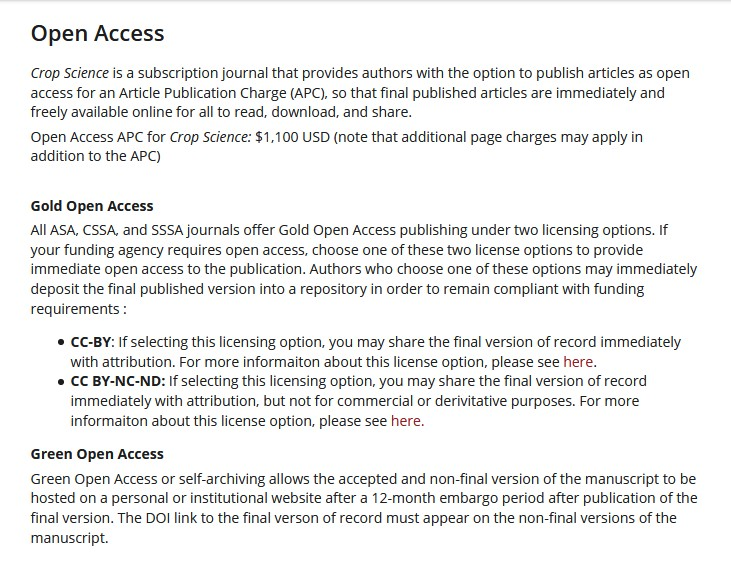 Open Access
Crop Science is a subscription journal that provides authors with the option to publish articles as open
access for an Article Publication Charge (APC), so that final published articles are immediately and
freely available online for all to read, download, and share.
Open Access APC for Crop Science: $1,100 USD (note that additional page charges may apply in
addition to the APC)
Gold Open Access
All ASA, CSSA, and SSSA journals offer Gold Open Access publishing under two licensing options. If
your funding agency requires open access, choose one of these two license options to provide
immediate open access to the publication. Authors who choose one of these options may immediately
deposit the final published version into a repository in order to remain compliant with funding
requirements :
• CC-BY: If selecting this licensing option, you may share the final version of record immediately
with attribution. For more informaiton about this license option, please see here.
• CC BY-NC-ND: If selecting this licensing option, you may share the final version of record
immediately with attribution, but not for commercial or derivitative purposes. For more
informaiton about this license option, please see here.
Green Open Access
Green Open Access or self-archiving allows the accepted and non-final version of the manuscript to be
hosted on a personal or institutional website after a 12-month embargo period after publication of the
final version. The DOI link to the final verson of record must appear on the non-final versions of the
manuscript.